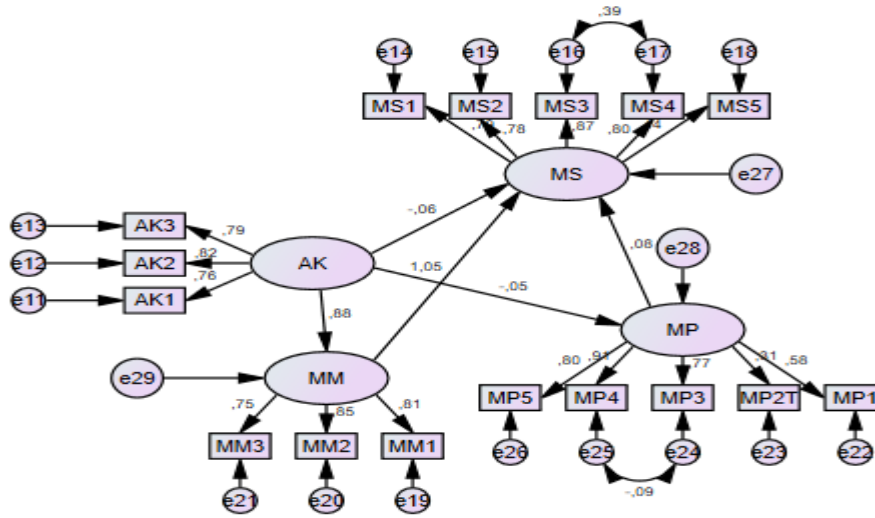 ,39
e14 e15 e16 e17 e18
MS1 MS2 MS3 MS4 MS5
,78 ,87 ,80
MS e27
e13 AK3 ,79
-,06
,08 e28
e12 AK2 ,82 AK 1,05
,76
e11 AK1 -,05
,88 MP
e29 MM ,80 ,91 ,77 ,31 ,58
,75 ,85 ,81 MP5 MP4 MP3 MP2T MP1
MM3 MM2 MM1 e26 e25 e24 e23 e22
e21 e20 e19 -,09